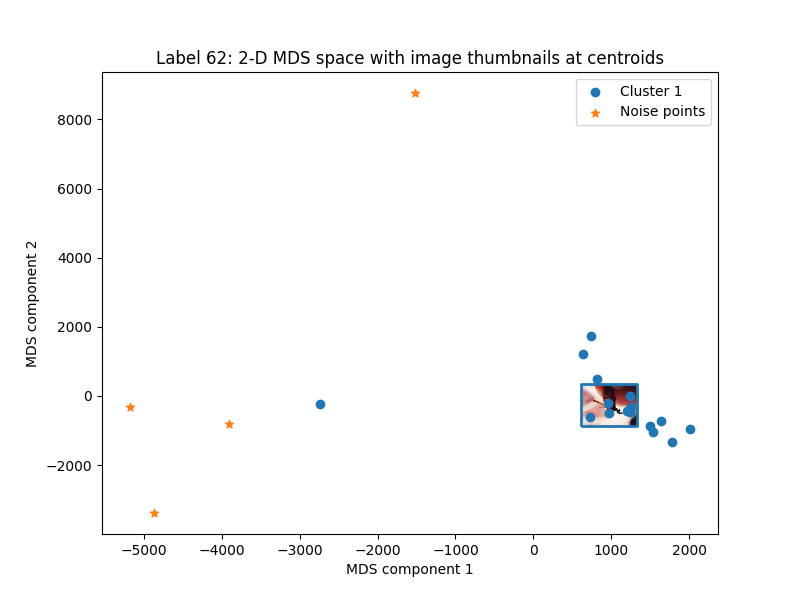 Label 62: 2-D MDS space with image thumbnails at centroids
Cluster 1
Noise points
8000
6000
4000
2000
0
−2000
MDS component 2
−5000 −4000 −3000 −2000 −1000 0 1000 2000
MDS component 1